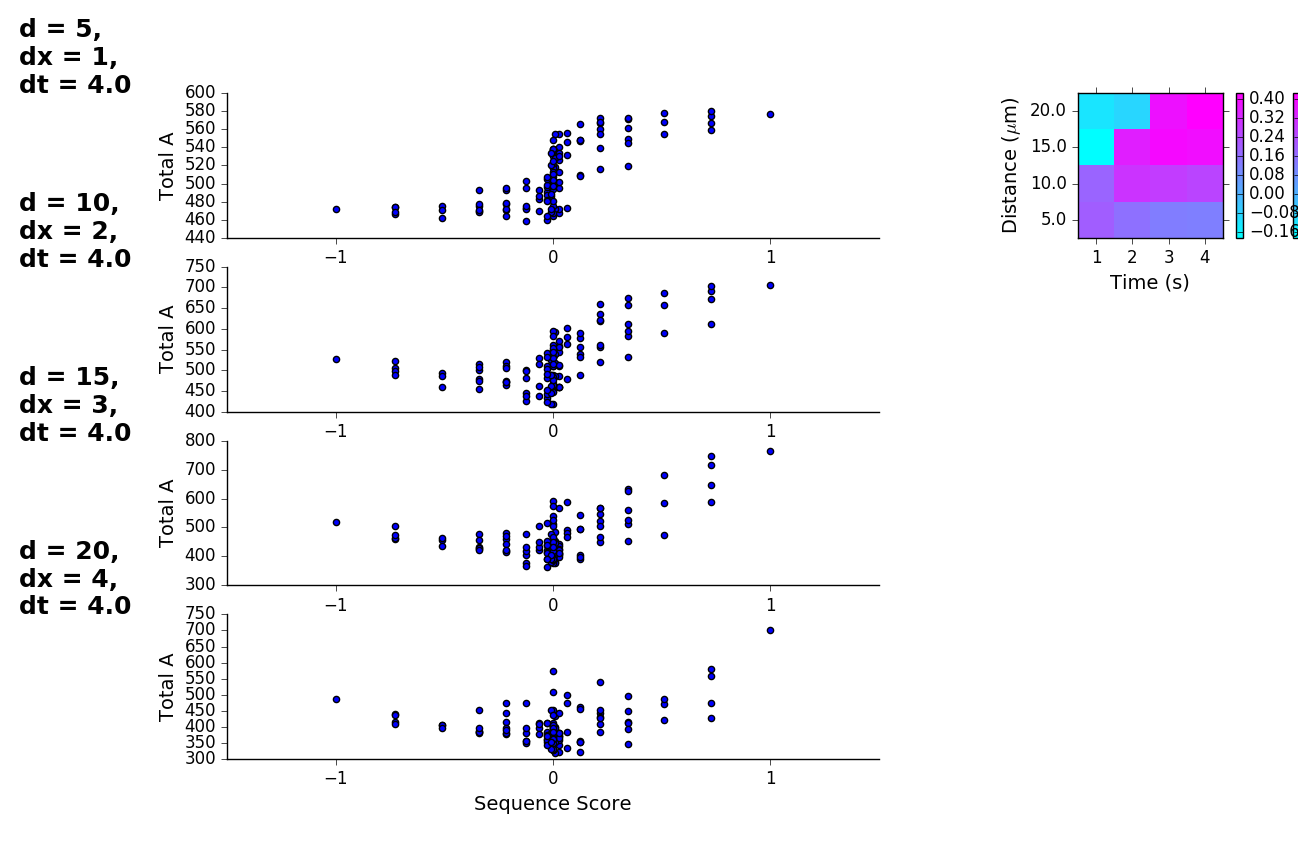 d = 5,
dx = 1,
dt = 4.0
600
580
560
540
520
500
480
460
440
Total A
−1 0 1
d = 10,
dx = 2,
dt = 4.0
750
700
650
600
550
500
450
400
Total A
−1 0 1
d = 15,
dx = 3,
dt = 4.0
800
700
600
500
400
300
Total A
−1 0 1
d = 20,
dx = 4,
dt = 4.0
750
700
650
600
550
500
450
400
350
300
Total A
−1 0 1
Sequence Score
Distance (μm)
20.0
15.0
10.0
5.0
1 2 3 4
Time (s)
0.40
0.32
0.24
0.16
0.08
0.00
−0.08
−0.16